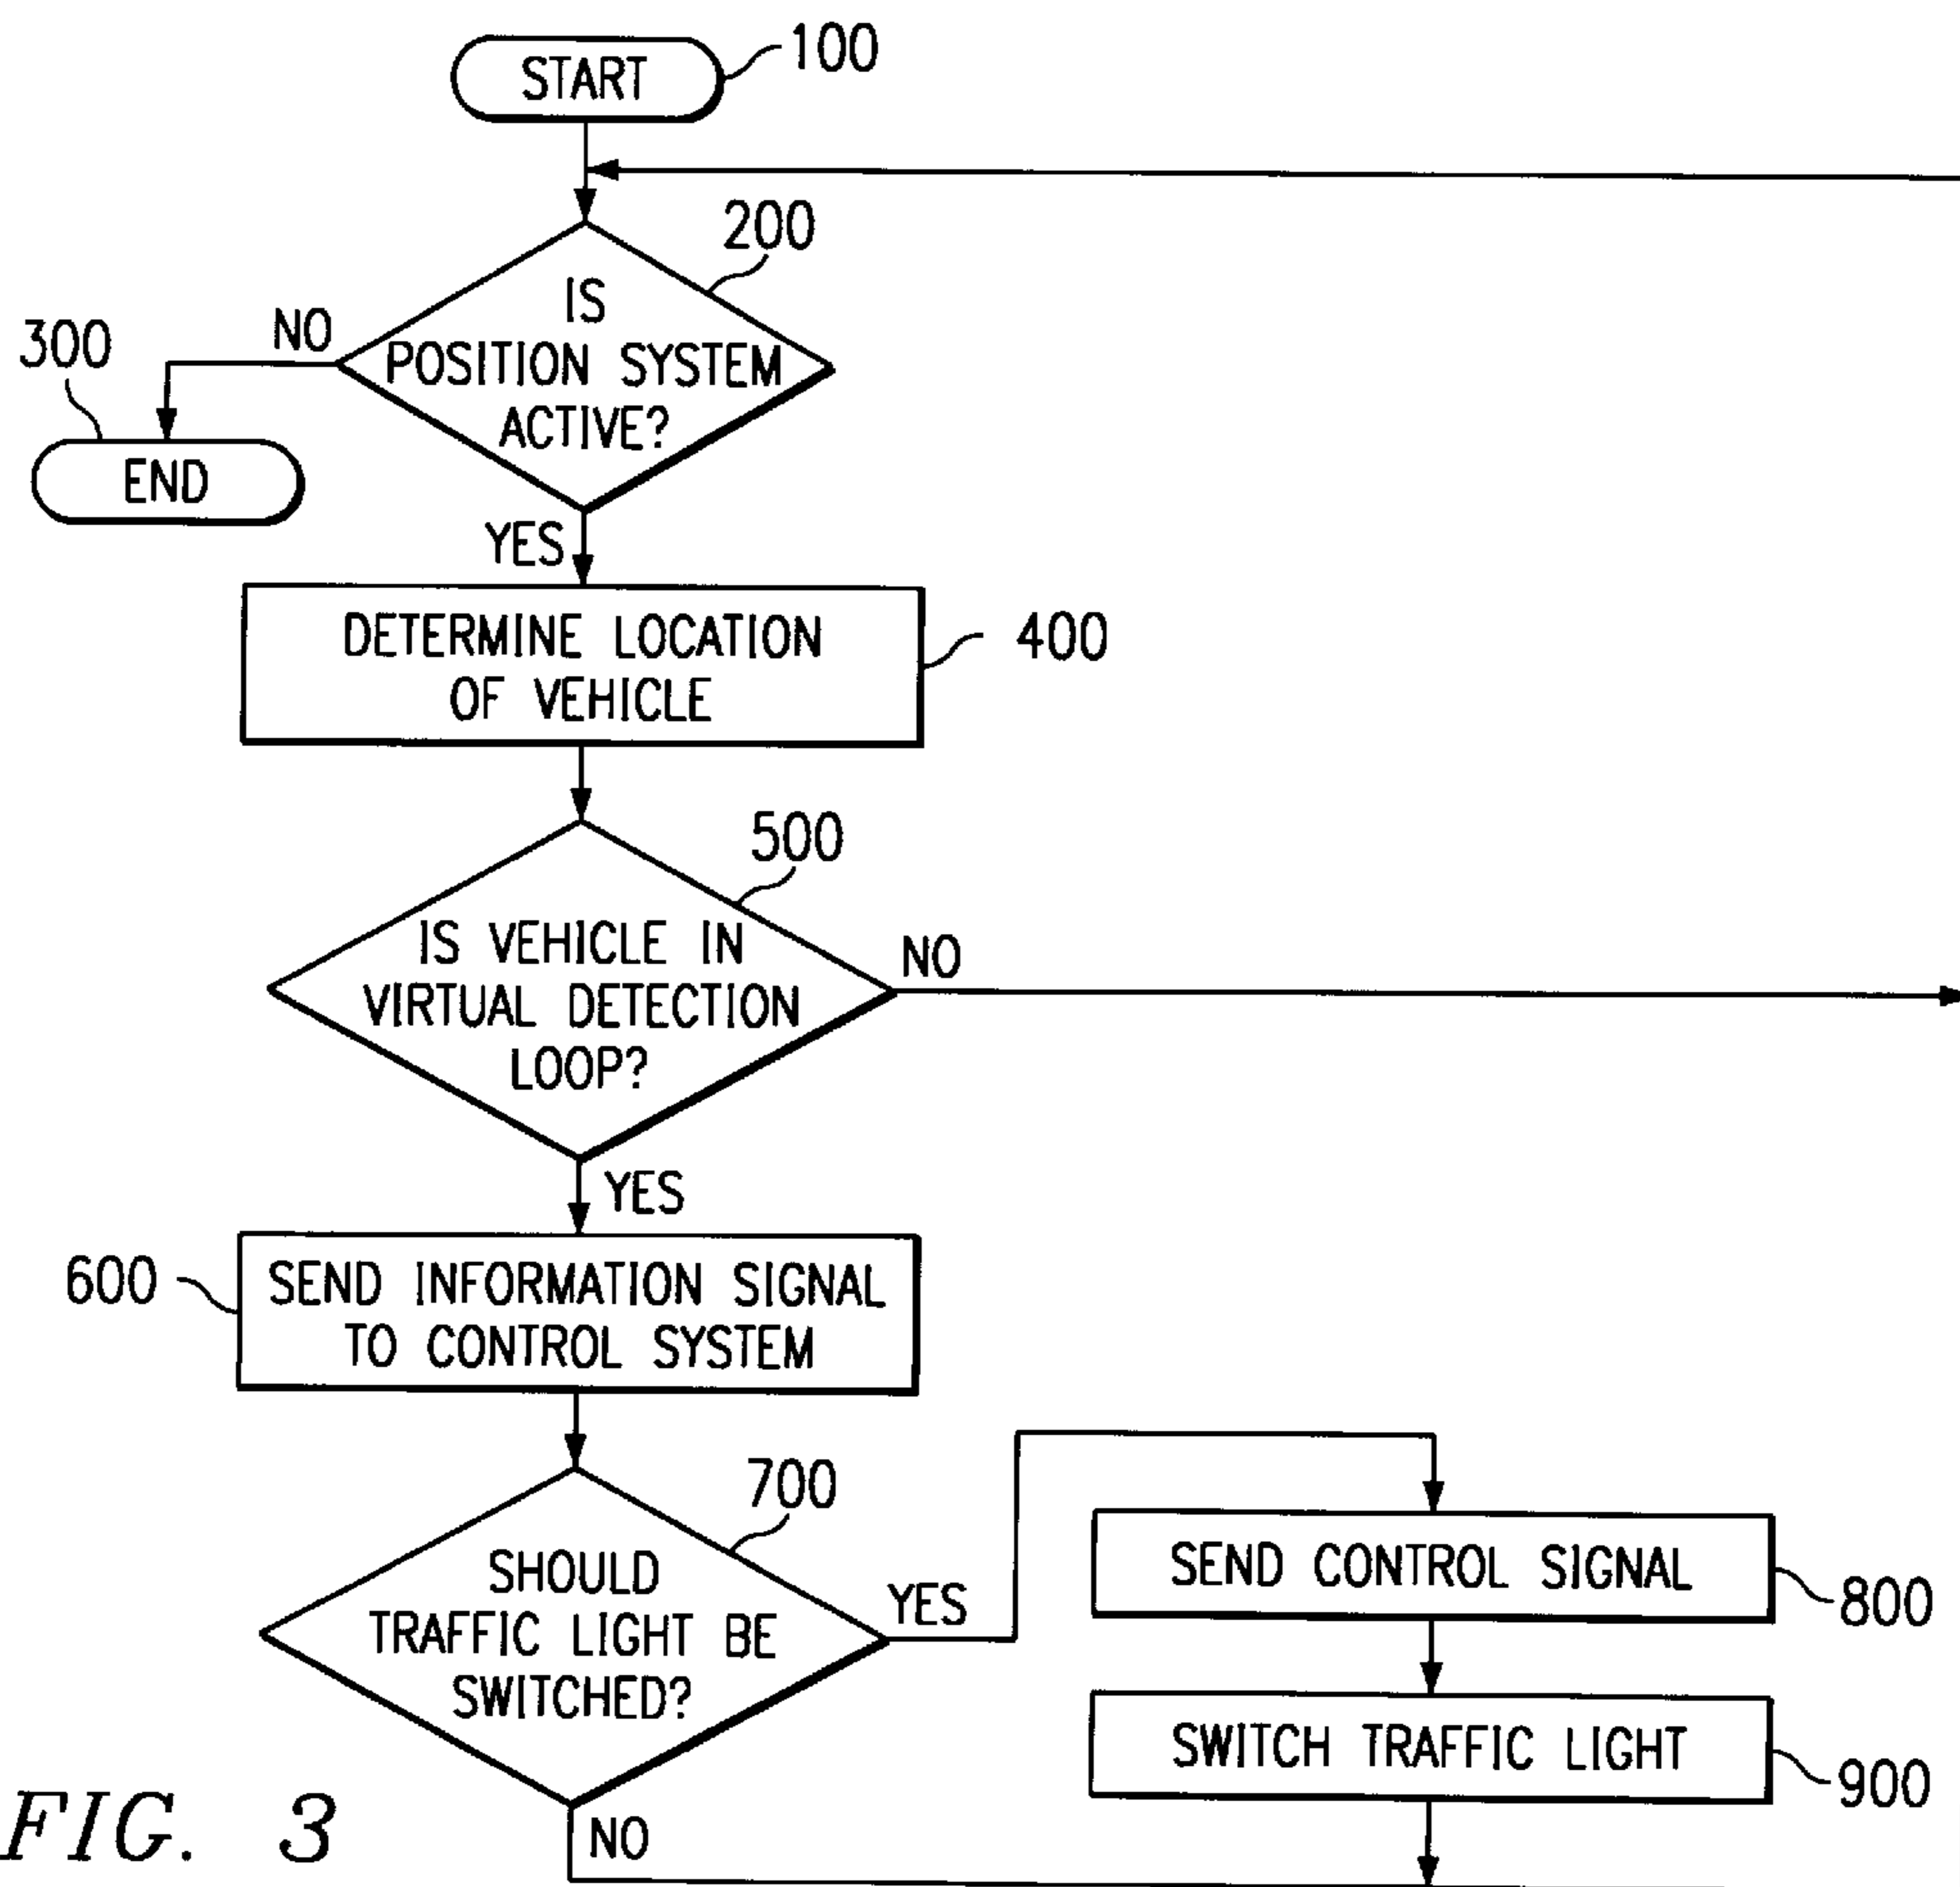 START
100
200
IS
POSITION SYSTEM
ACTIVE?
NO
300
END
YES
DETERMINE LOCATION
OF VEHICLE
400
500
IS VEHICLE IN
VIRTUAL DETECTION
LOOP?
NO
YES
600
SEND INFORMATION SIGNAL
TO CONTROL SYSTEM
700
SHOULD
TRAFFIC LIGHT BE
SWITCHED?
YES
SEND CONTROL SIGNAL
800
SWITCH TRAFFIC LIGHT
900
NO
FIG. 3